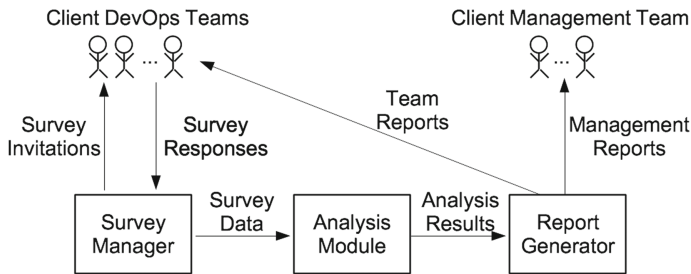 Client DevOps Teams
Client Management Team
...
...
Survey
Invitations
Survey
Responses
Team
Reports
Management
Reports
Survey
Manager
Survey
Data
Analysis
Module
Analysis
Results
Report
Generator